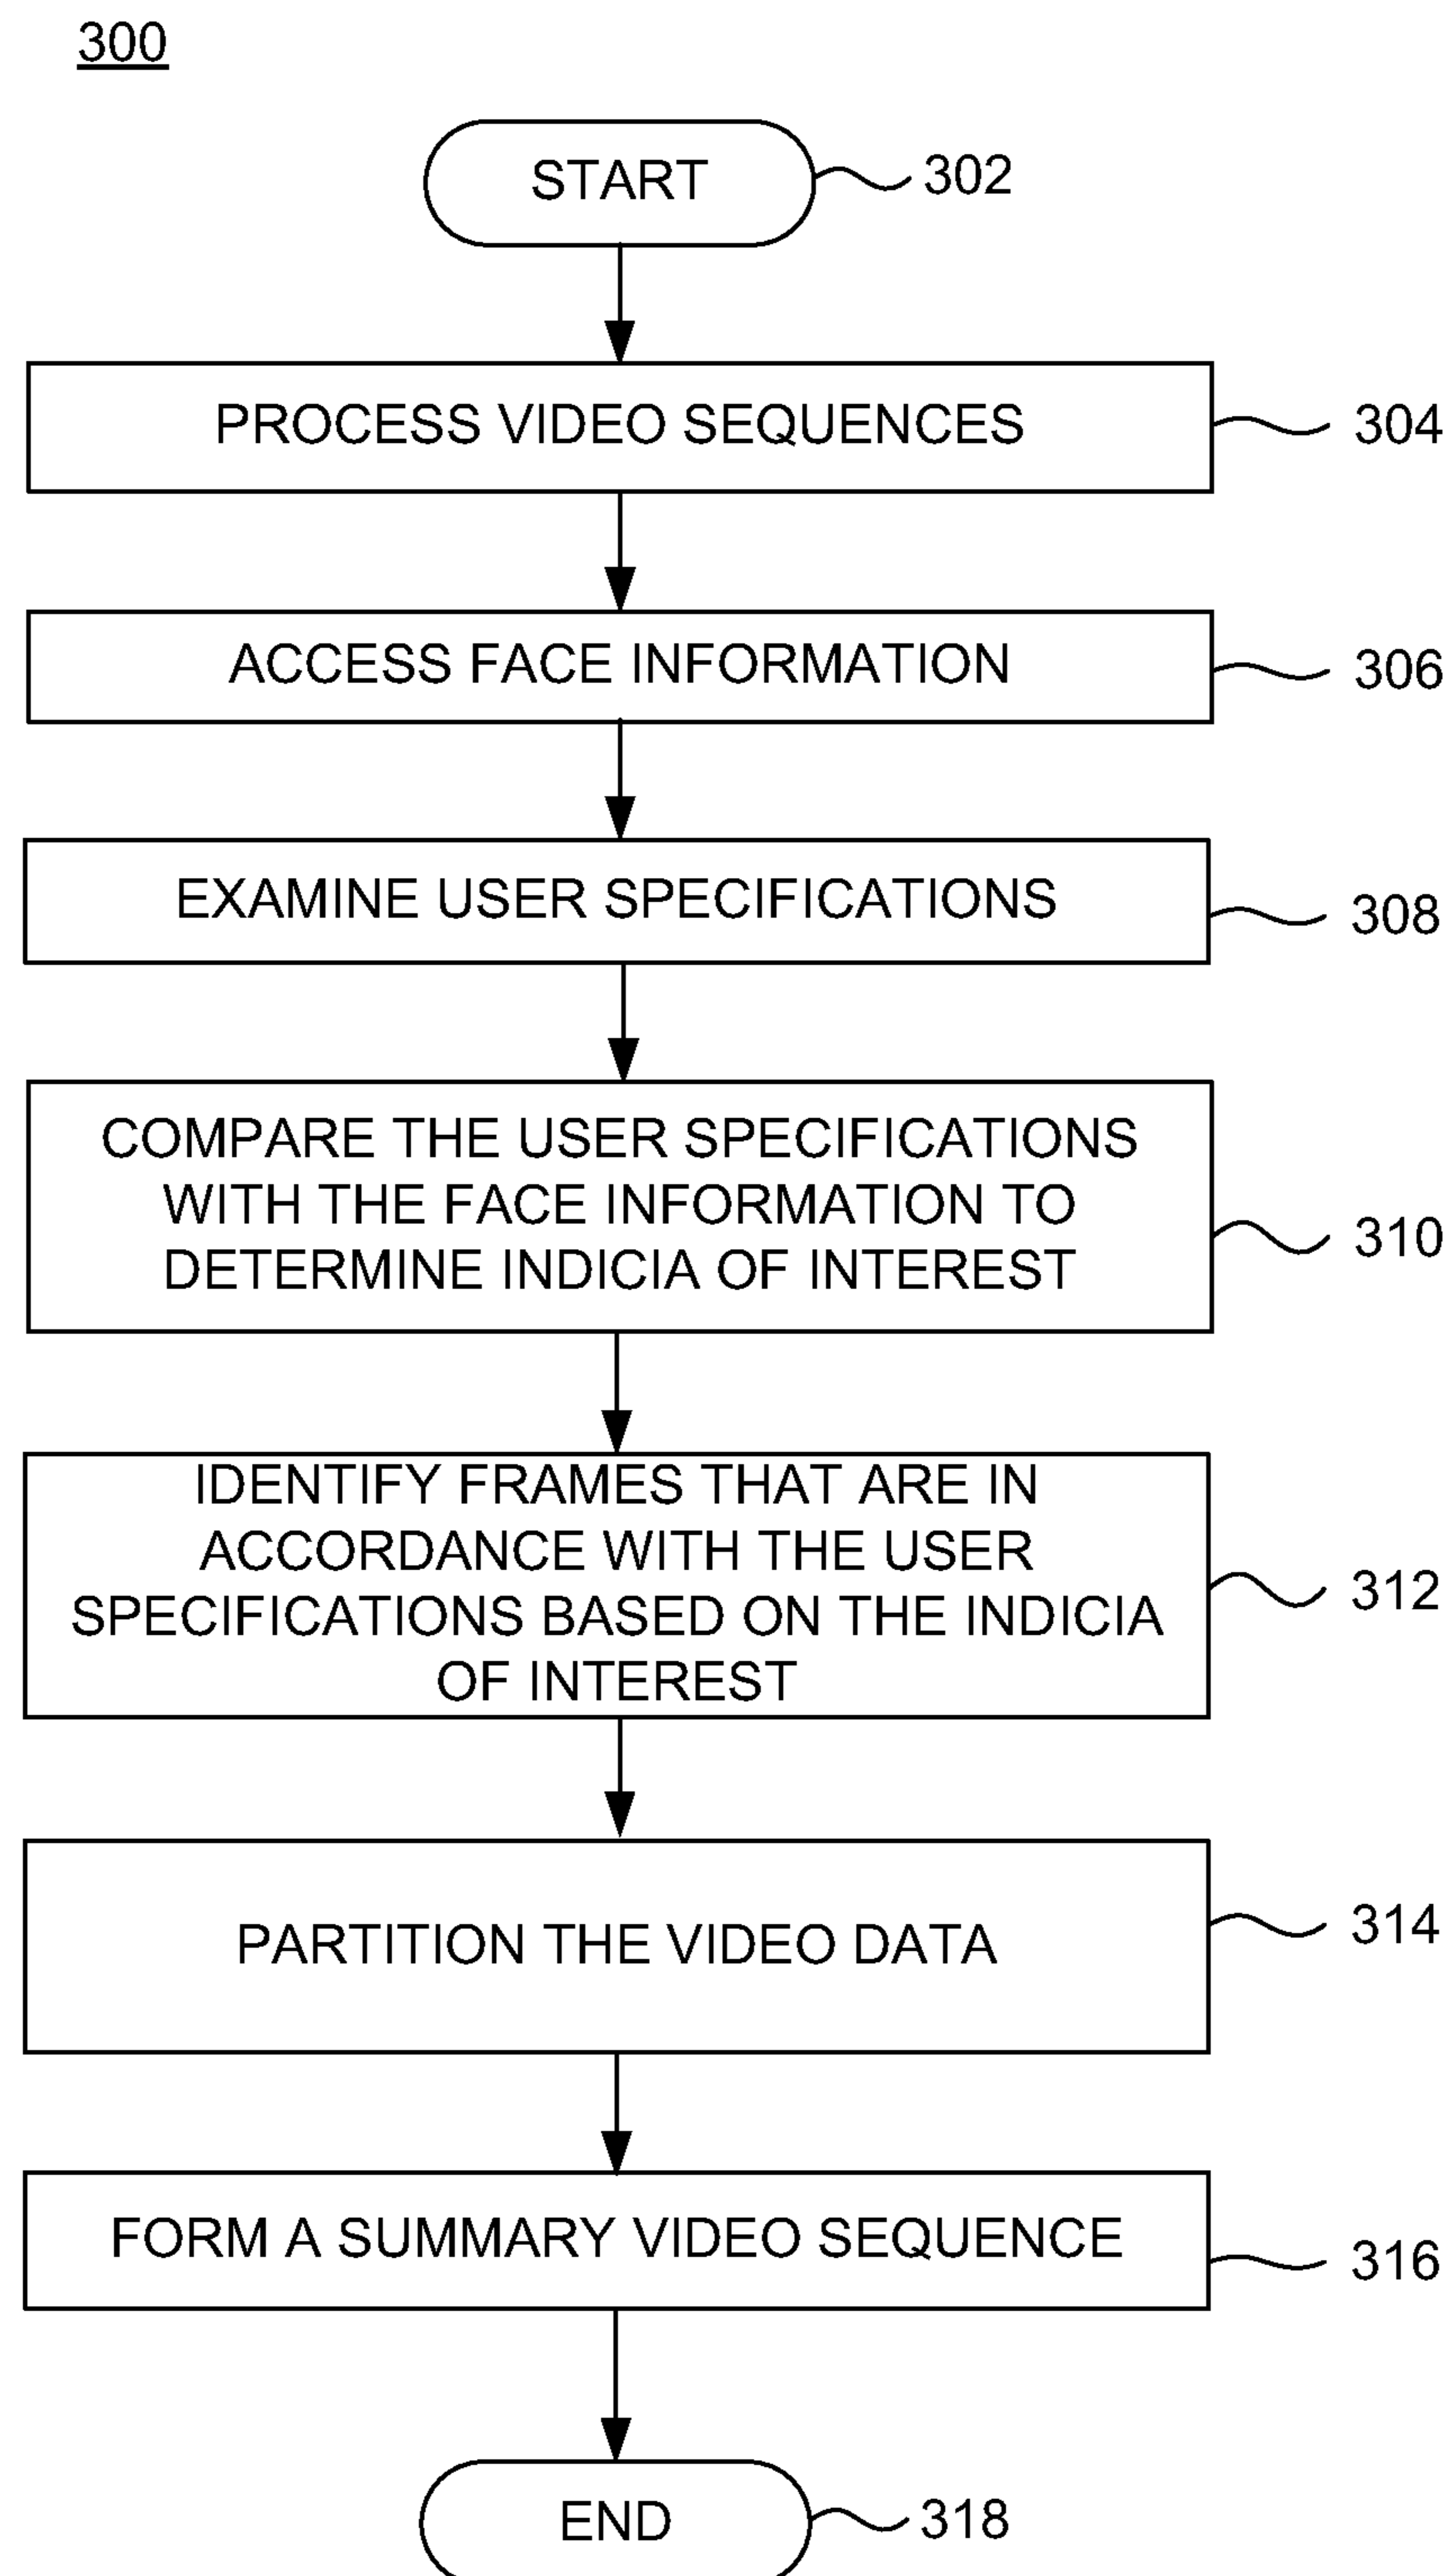 300
START
302
PROCESS VIDEO SEQUENCES
304
ACCESS FACE INFORMATION
306
EXAMINE USER SPECIFICATIONS
308
COMPARE THE USER SPECIFICATIONS
WITH THE FACE INFORMATION TO
DETERMINE INDICIA OF INTEREST
310
IDENTIFY FRAMES THAT ARE IN
ACCORDANCE WITH THE USER
SPECIFICATIONS BASED ON THE INDICIA
OF INTEREST
312
PARTITION THE VIDEO DATA
314
FORM A SUMMARY VIDEO SEQUENCE
316
END
318